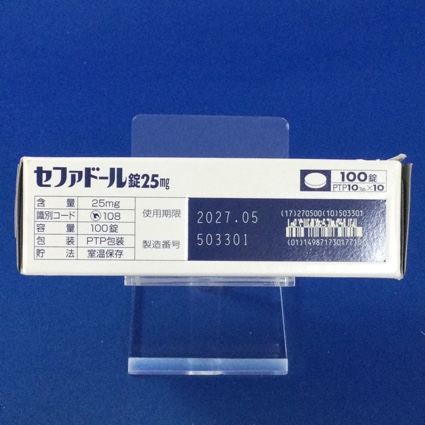 セファドール錠25mg
100錠
PTP10錠×10
含量 25mg
識別コード 108
容量 100錠
包装 PTP包装
貯法 室温保存
使用期限 2027.05
製造番号 503301
(17)270500(10)503301